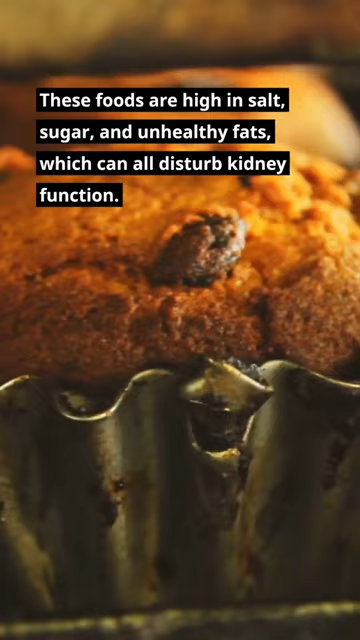 These foods are high in salt,
sugar, and unhealthy fats,
which can all disturb kidney
function.